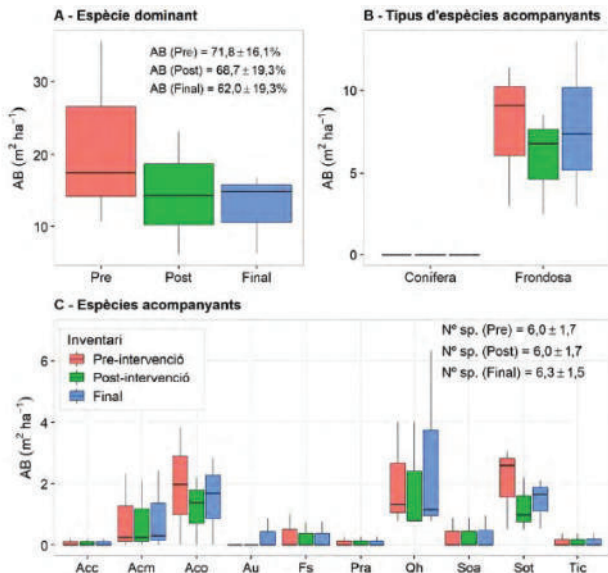 A - Espècie dominant
AB (Pre) = 71,8 ± 16,1%
AB (Post) = 68,7 ± 19,3%
AB (Final) = 62,0 ± 19,3%
AB (m² ha⁻¹)
30
20
10
Pre Post Final
B - Tipus d'espècies acompanyants
AB (m² ha⁻¹)
10
5
0
Conífera Frondosa
C - Espècies acompanyants
Inventari
Pre-intervenció
Post-intervenció
Final
Nº sp. (Pre) = 6,0 ± 1,7
Nº sp. (Post) = 6,0 ± 1,7
Nº sp. (Final) = 6,3 ± 1,5
AB (m² ha⁻¹)
6
4
2
0
Acc Acm Aco Au Fs Pra Qh Soa Sot Tic